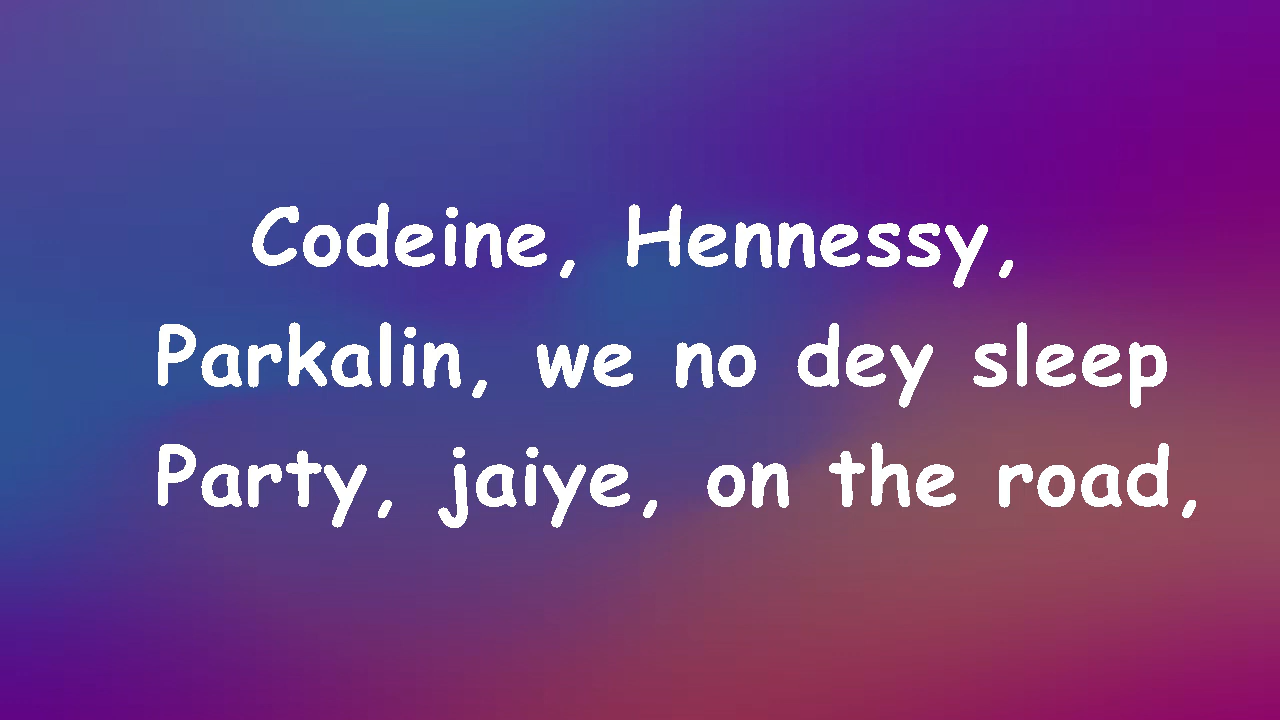 Codeine, Hennessy,
Parkalin, we no dey sleep
Party, jaiye, on the road,